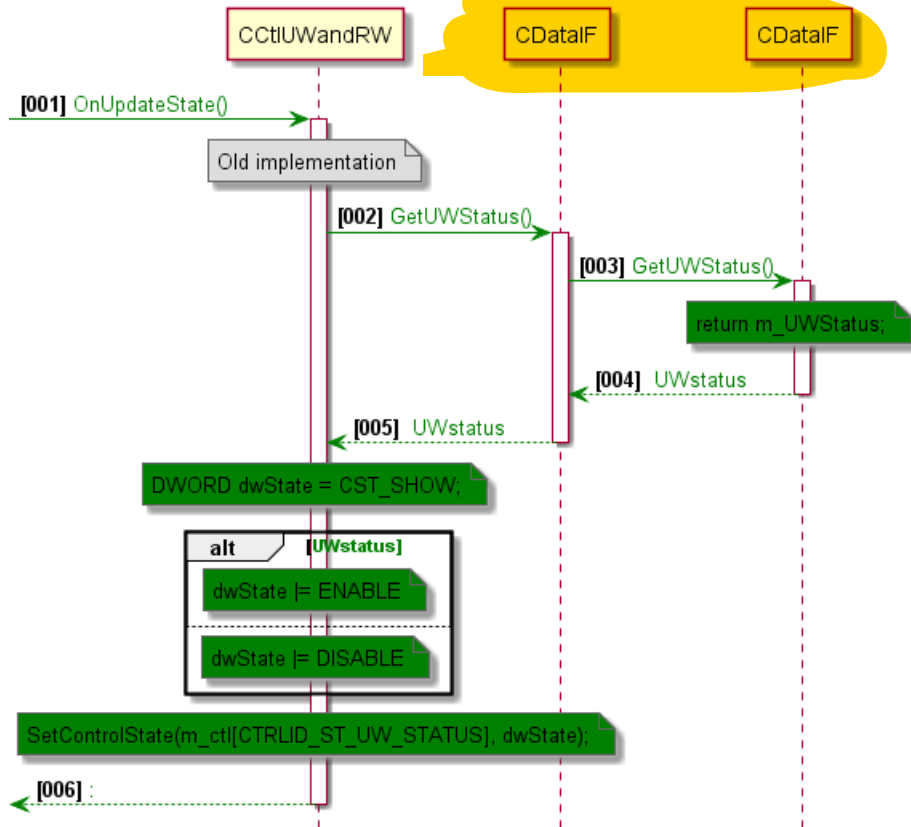 CCtlUWandRW
CDataIF
CDataIF
[001] OnUpdateState()
Old implementation
[002] GetUWStatus()
[003] GetUWStatus()
return m_UWStatus;
[004] UWstatus
[005] UWstatus
DWORD dwState = CST_SHOW;
alt [UWstatus]
dwState |= ENABLE
dwState |= DISABLE
SetControlState(m_ctl[CTRLID_ST_UW_STATUS], dwState);
[006] :